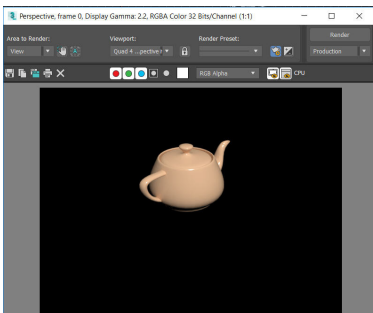 Perspective, frame 0, Display Gamma: 2.2, RGBA Color 32 Bits/Channel (1:1)
Area to Render:
Viewport:
Render Preset:
Render
View
Quad 4 ...pective
Production
RGB Alpha
CPU